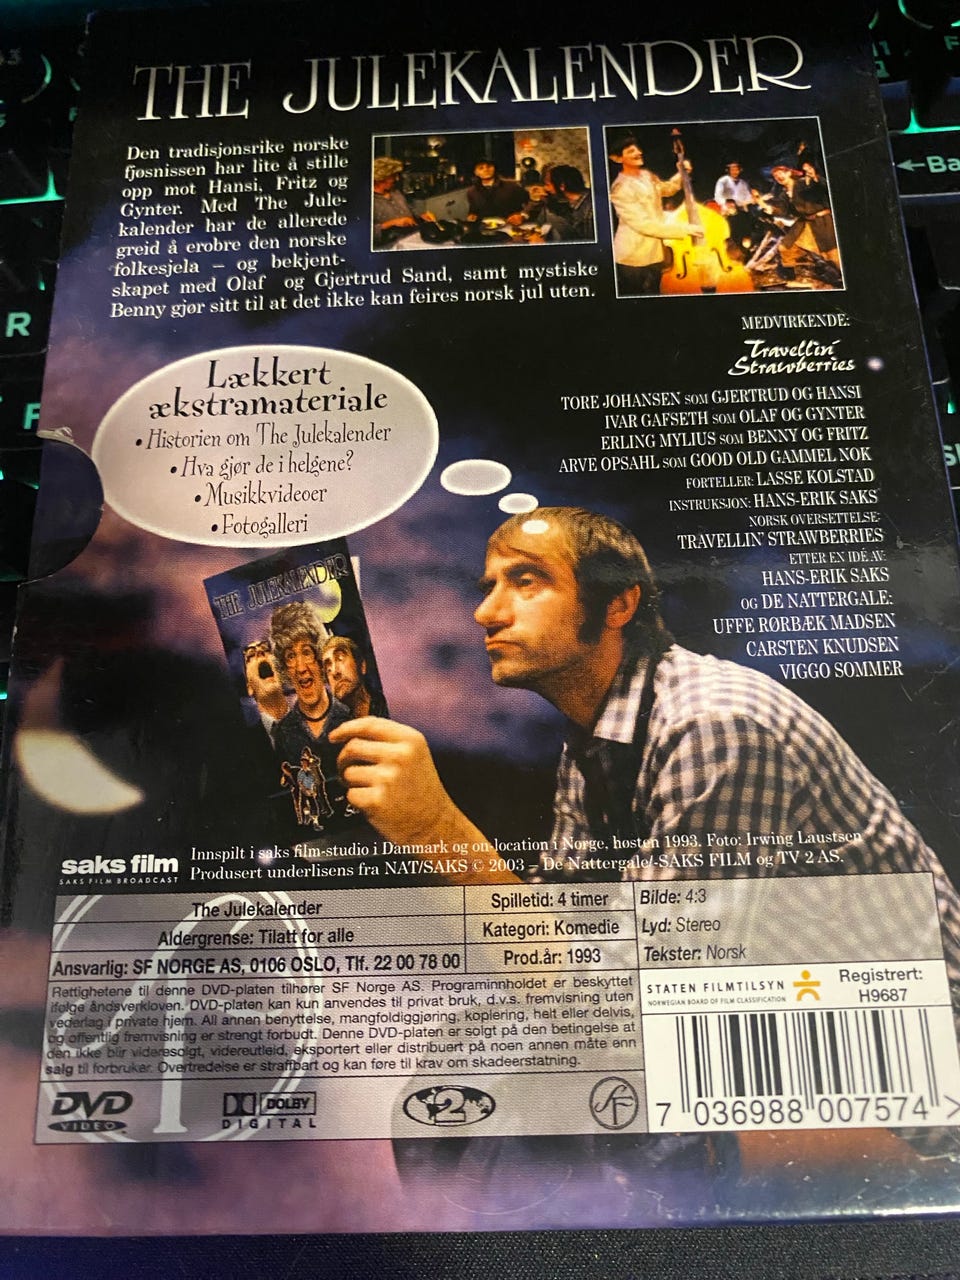 THE JULEKALENDER
Den tradisjonsrike norske
fjøsnissen har lite å stille
opp mot Hansi, Fritz og
Gynter. Med The Jule-
kalender har de allerede
greid å erobre den norske
folkesjela – og bekjent-
skapet med Olaf og Gjertrud Sand, samt mystiske
Benny gjør sitt til at det ikke kan feires norsk jul uten.
MEDVIRKENDE:
Travellin'
Strawberries
TORE JOHANSEN SOM GJERTRUD OG HANSI
IVAR GAFSETH SOM OLAF OG GYNTER
ERLING MYLIUS SOM BENNY OG FRITZ
ARVE OPSAHL SOM GOOD OLD GAMMEL NOK
FORTELLER: LASSE KOLSTAD
INSTRUKSJON: HANS-ERIK SAKS
NORSK OVERSETTELSE:
TRAVELLIN' STRAWBERRIES
ETTER EN IDÉ AV:
HANS-ERIK SAKS
OG DE NATTERGALE:
UFFE RØRBÆK MADSEN
CARSTEN KNUDSEN
VIGGO SOMMER
Lækkert
ækstramateriale
• Historien om The Julekalender
• Hva gjør de i helgene?
• Musikkvideoer
• Fotogalleri
THE JULEKALENDER
saks film
SAKS FILM BROADCAST
Innspilt i saks film-studio i Danmark og on-location i Norge, høsten 1993. Foto: Irwing Laustsen
Produsert underlisens fra NAT/SAKS © 2003 – De Nattergale/-SAKS FILM og TV 2 AS.
The Julekalender
Aldergrense: Tilatt for alle
Ansvarlig: SF NORGE AS, 0106 OSLO, Tlf. 22 00 78 00
Spilletid: 4 timer
Kategori: Komedie
Prod.år: 1993
Bilde: 4:3
Lyd: Stereo
Tekster: Norsk
Rettighetene til denne DVD-platen tilhører SF Norge AS. Programinnholdet er beskyttet
ifølge åndsverkloven. DVD-platen kan kun anvendes til privat bruk, d.v.s. fremvisning uten
vederlag i private hjem. All annen benyttelse, mangfoldiggjøring, kopiering, helt eller delvis,
og offentlig fremvisning er strengt forbudt. Denne DVD-platen er solgt på den betingelse at
den ikke blir videresolgt, videreutleid, eksportert eller distribuert på noen annen måte enn
salg til forbruker. Overtredelse er straffbart og kan føre til krav om skadeerstatning.
STATEN FILMTILSYN
NORWEGIAN BOARD OF FILM CLASSIFICATION
Registrert:
H9687
DVD
VIDEO
DOLBY
DIGITAL
2
SF
7 036988 007574 >
R
F
←Ba